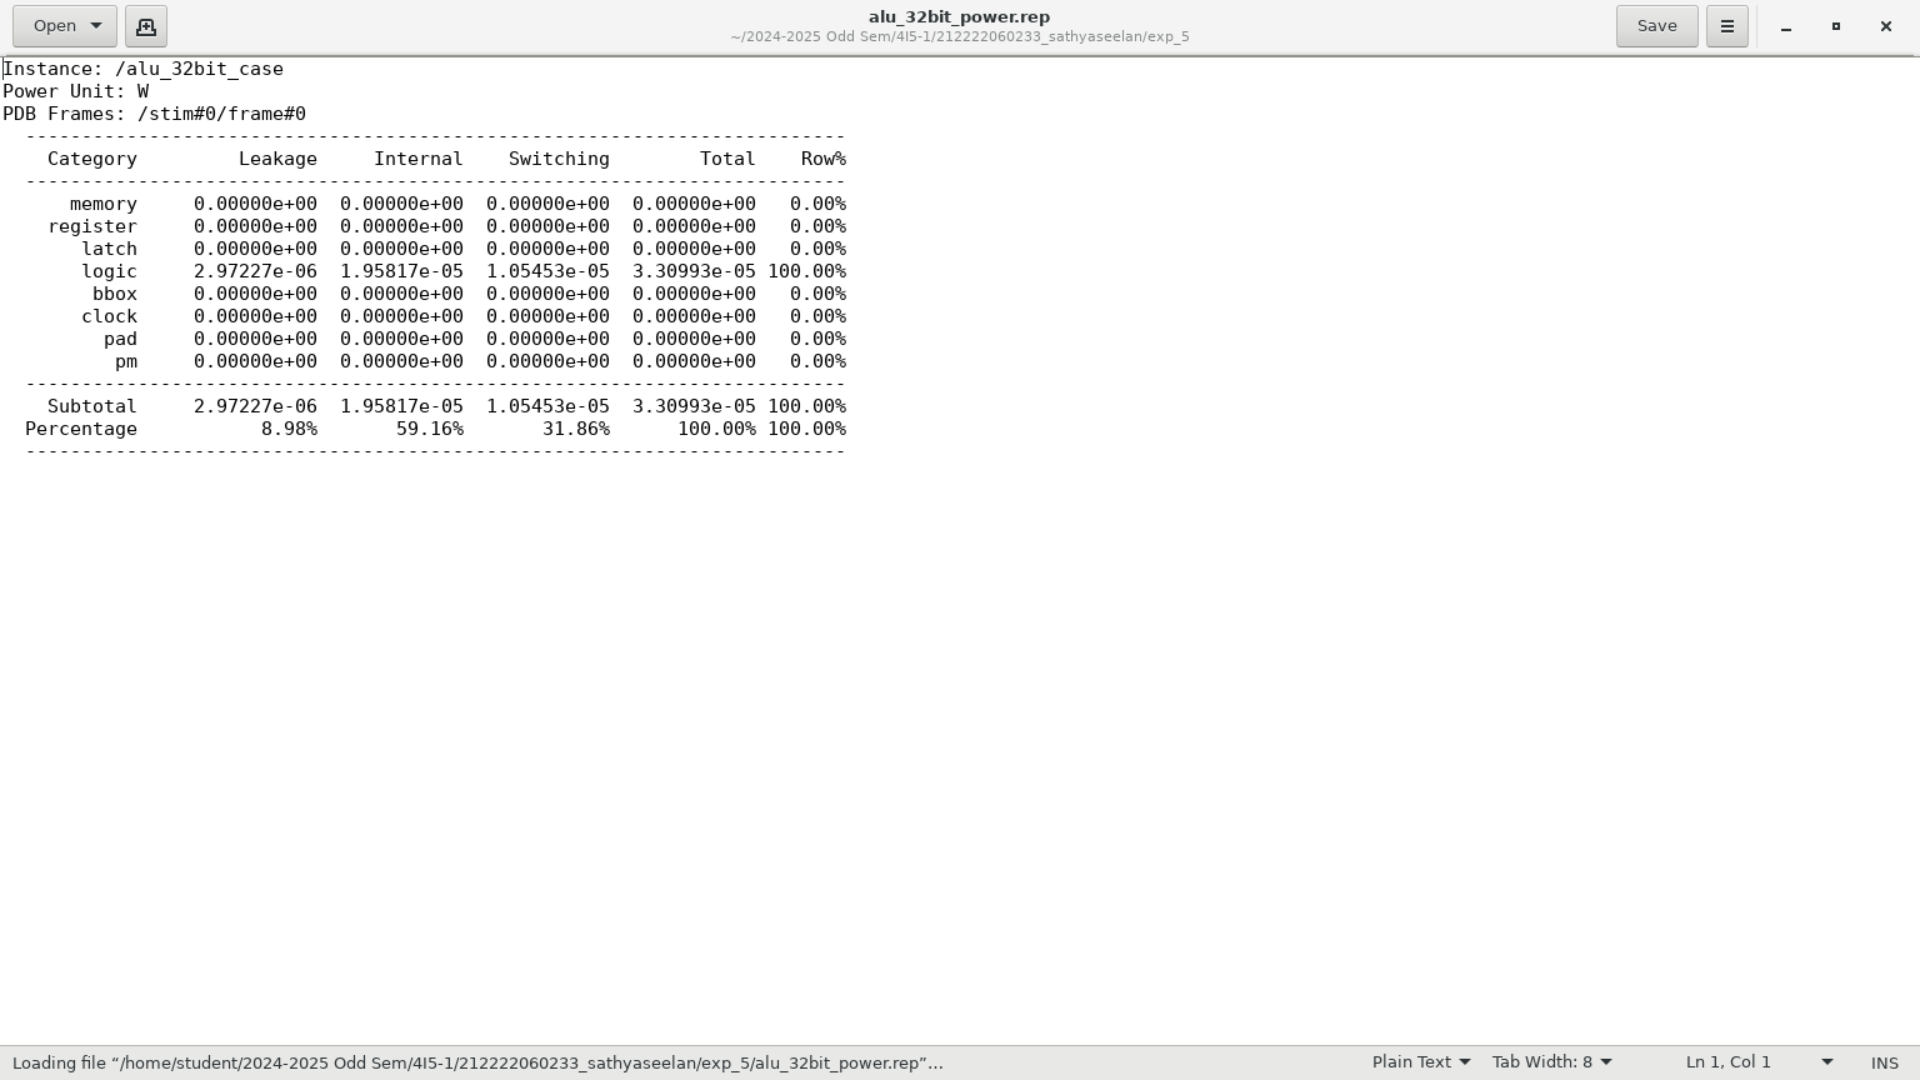 Open
alu_32bit_power.rep
~/2024-2025 Odd Sem/4I5-1/212222060233_sathyaseelan/exp_5
Save
Instance: /alu_32bit_case
Power Unit: W
PDB Frames: /stim#0/frame#0
-------------------------------------------------------------------------
Category Leakage Internal Switching Total Row%
-------------------------------------------------------------------------
memory 0.00000e+00 0.00000e+00 0.00000e+00 0.00000e+00 0.00%
register 0.00000e+00 0.00000e+00 0.00000e+00 0.00000e+00 0.00%
latch 0.00000e+00 0.00000e+00 0.00000e+00 0.00000e+00 0.00%
logic 2.97227e-06 1.95817e-05 1.05453e-05 3.30993e-05 100.00%
bbox 0.00000e+00 0.00000e+00 0.00000e+00 0.00000e+00 0.00%
clock 0.00000e+00 0.00000e+00 0.00000e+00 0.00000e+00 0.00%
pad 0.00000e+00 0.00000e+00 0.00000e+00 0.00000e+00 0.00%
pm 0.00000e+00 0.00000e+00 0.00000e+00 0.00000e+00 0.00%
-------------------------------------------------------------------------
Subtotal 2.97227e-06 1.95817e-05 1.05453e-05 3.30993e-05 100.00%
Percentage 8.98% 59.16% 31.86% 100.00% 100.00%
-------------------------------------------------------------------------
Loading file “/home/student/2024-2025 Odd Sem/4I5-1/212222060233_sathyaseelan/exp_5/alu_32bit_power.rep”… Plain Text Tab Width: 8 Ln 1, Col 1 INS